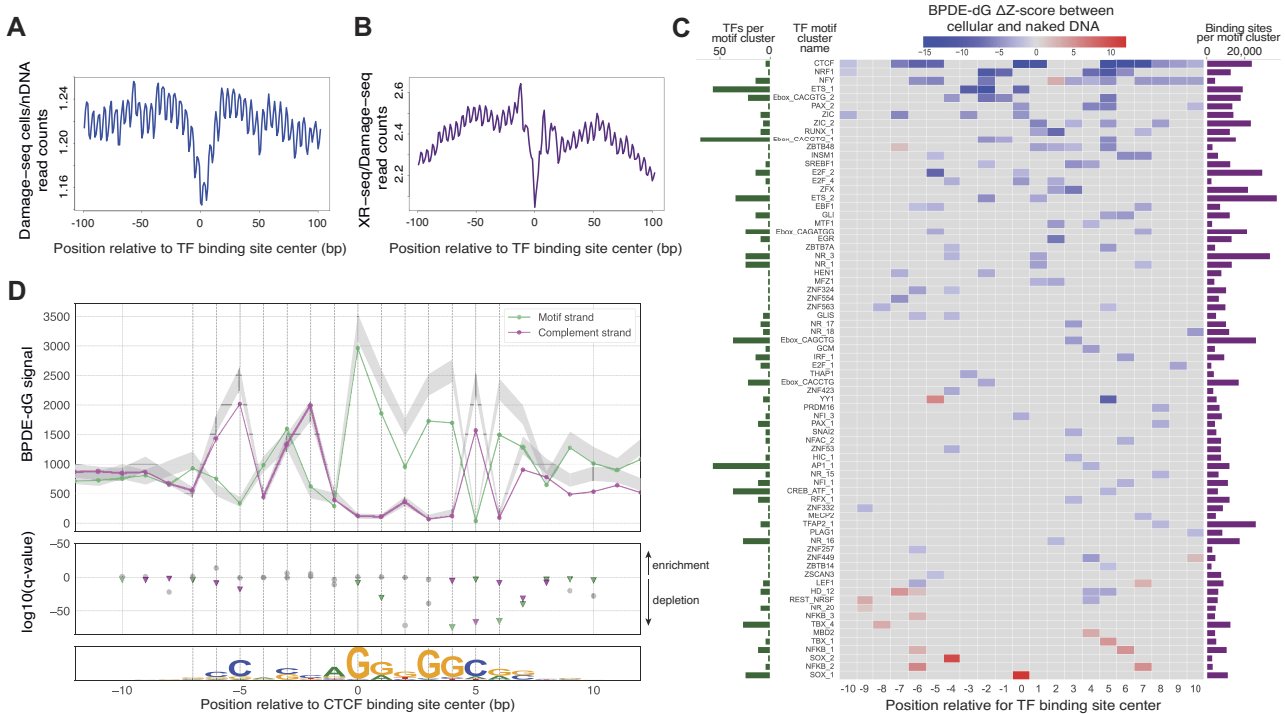 A
Damage−seq cells/nDNA
read counts
1.24
1.20
1.16
-100
-50
0
50
100
Position relative to TF binding site center (bp)
B
XR−seq/Damage−seq
read counts
2.6
2.4
2.2
-100
-50
0
50
100
Position relative to TF binding site center (bp)
C
TFs per
motif cluster
50
0
TF motif
cluster
name
BPDE-dG ΔZ-score between
cellular and naked DNA
−15
−10
−5
0
5
10
Binding sites
per motif cluster
0
20,000
CTCF
NRF1
NFY
ETS_1
Ebox_CACGTG_2
PAX_2
ZIC
ZIC_2
RUNX_1
Ebox_CACGTG_1
ZBTB48
INSM1
SREBF1
E2F_2
E2F_4
ZFX
ETS_2
EBF1
GLI
MTF1
Ebox_CAGATGG
EGR
ZBTB7A
NR_3
NR_1
HEN1
MFZ1
ZNF324
ZNF554
ZNF563
GLIS
NR_17
NR_18
Ebox_CAGCTG
GCM
IRF_1
E2F_1
THAP1
Ebox_CACCTG
ZNF423
YY1
PRDM16
NFI_3
PAX_1
SNAI2
NFAC_2
ZNF53
HIC_1
AP1_1
NR_15
NFI_1
CREB_ATF_1
RFX_1
ZNF332
MECP2
TFAP2_1
PLAG1
NR_16
ZNF257
ZNF449
ZBTB14
ZSCAN3
LEF1
HD_12
REST_NRSF
NR_20
NFKB_3
TBX_4
MBD2
TBX_1
NFKB_1
SOX_2
NFKB_2
SOX_1
-10 -9 -8 -7 -6 -5 -4 -3 -2 -1 0 1 2 3 4 5 6 7 8 9 10
Position relative for TF binding site center
D
BPDE-dG signal
3500
3000
2500
2000
1500
1000
500
0
Motif strand
Complement strand
log10(q-value)
−50
0
−50
enrichment
depletion
−10
−5
0
5
10
Position relative to CTCF binding site center (bp)